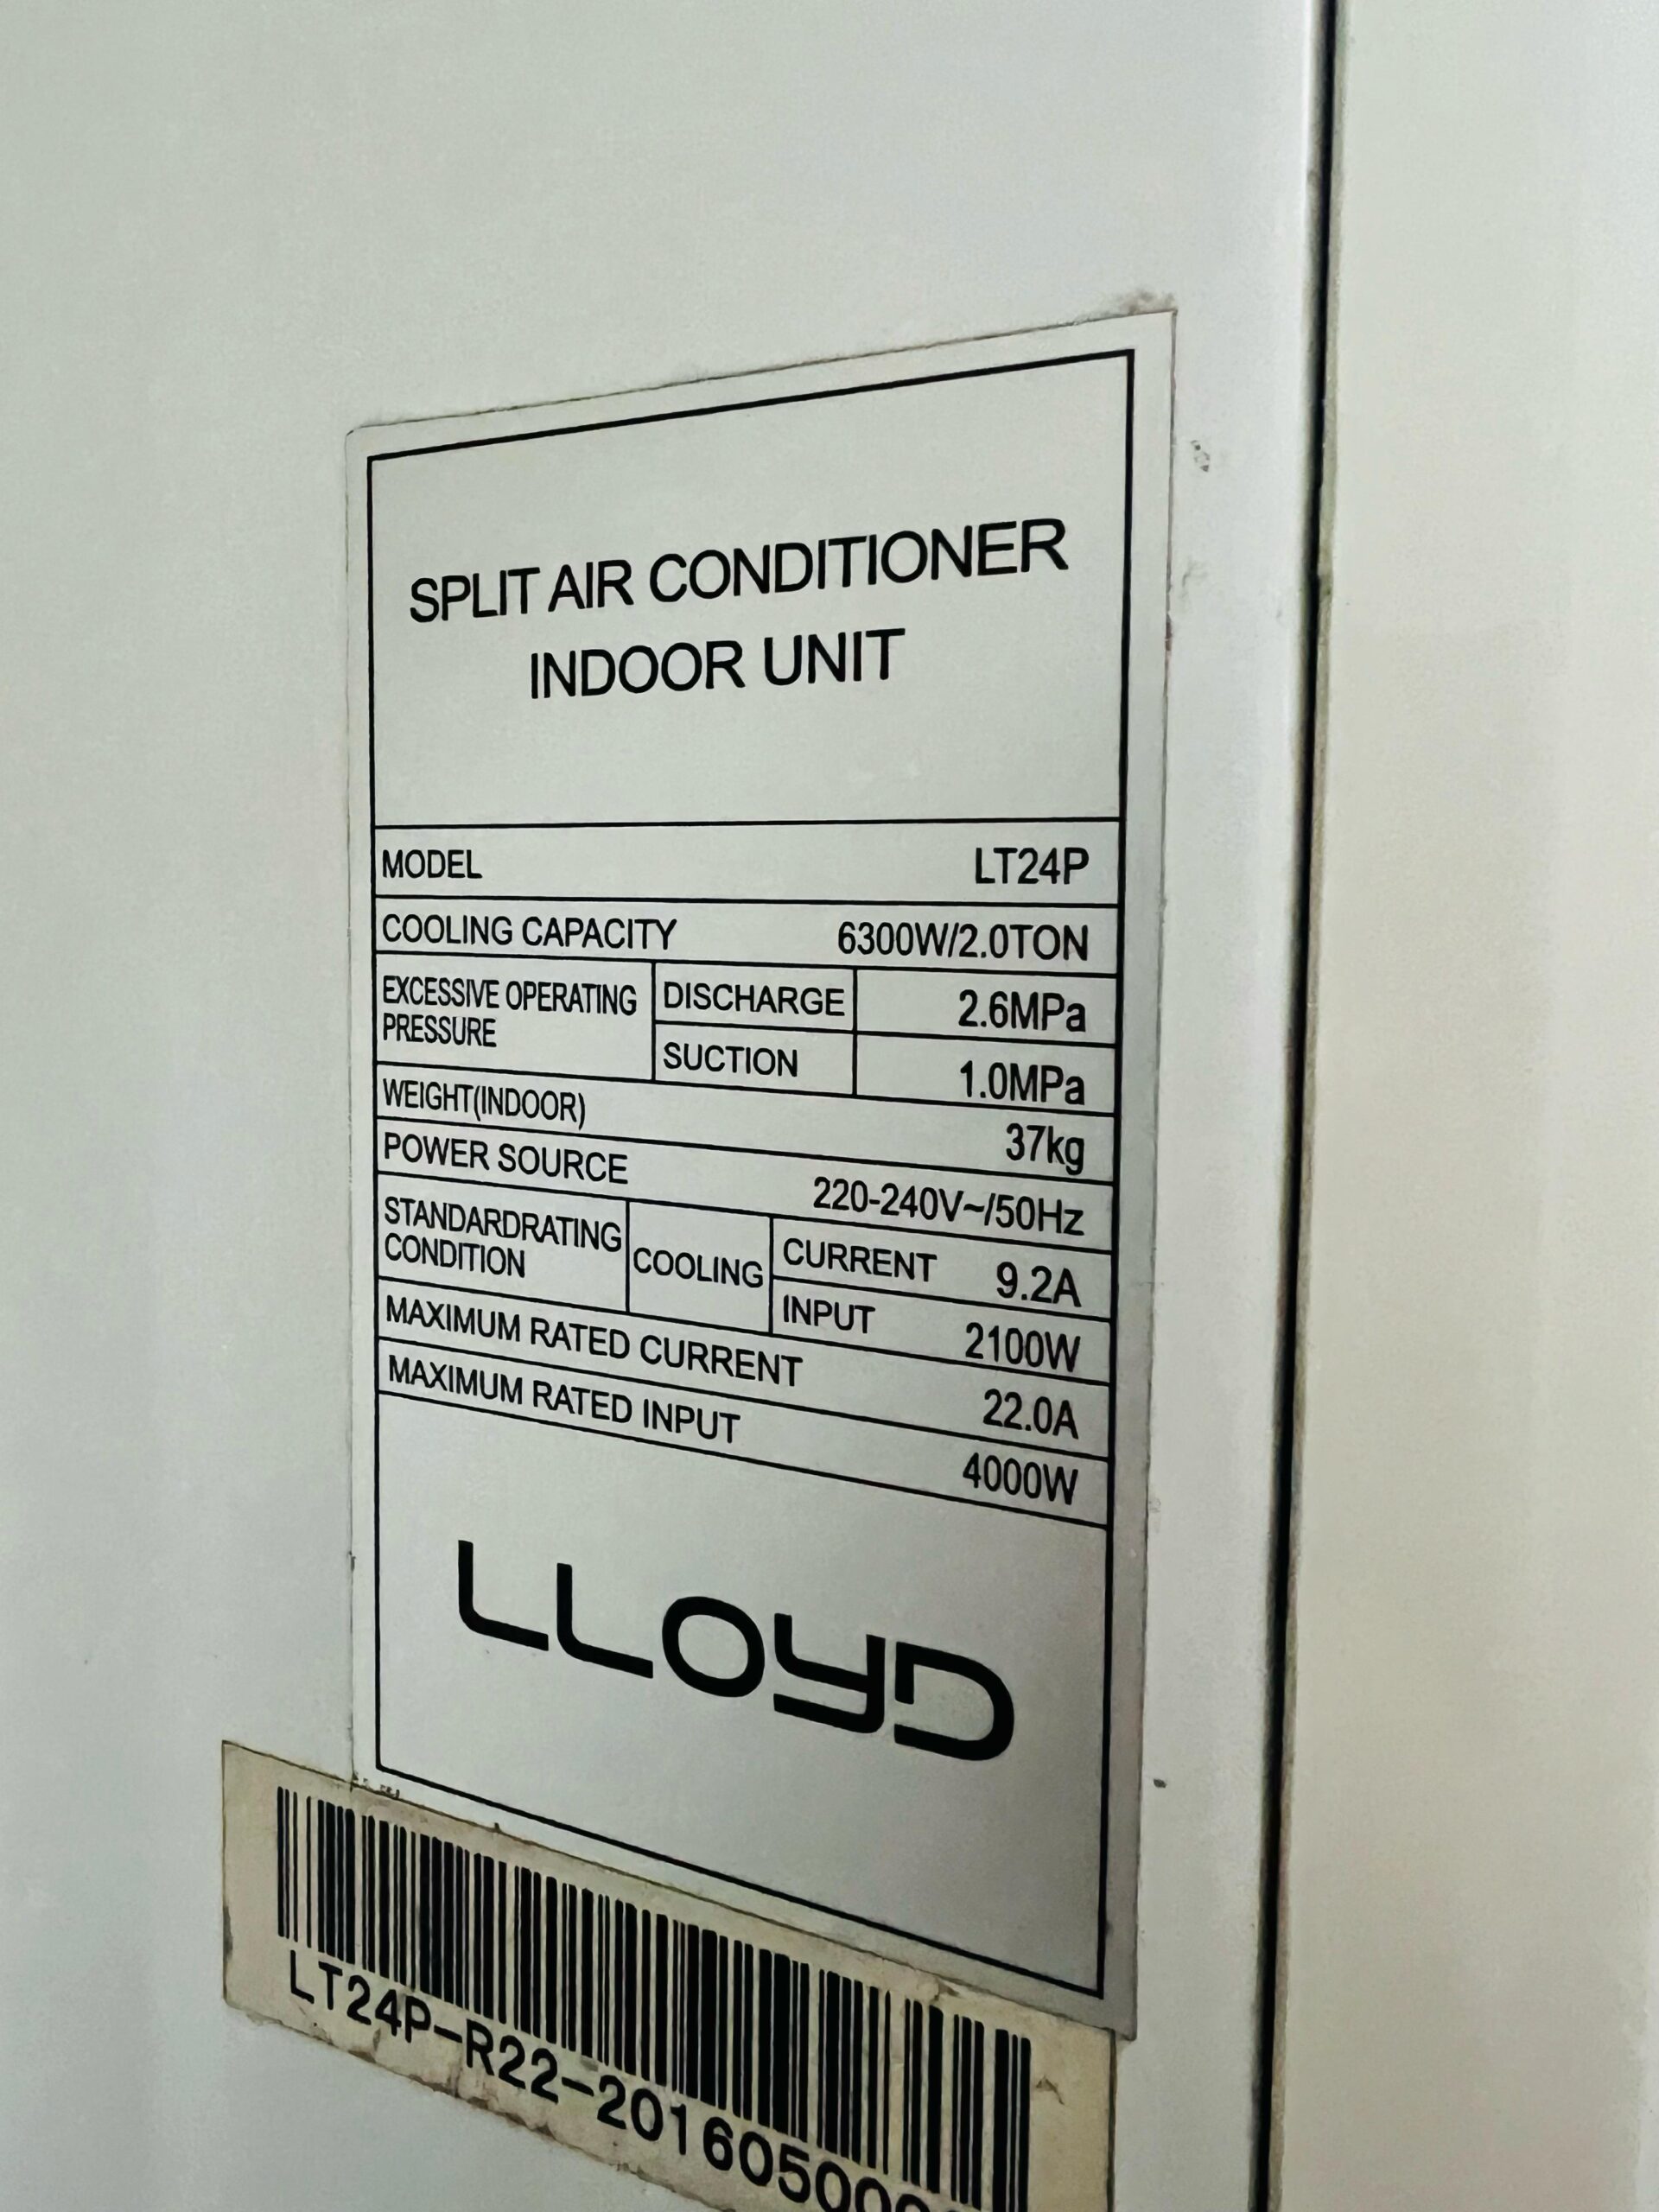 SPLIT AIR CONDITIONER
INDOOR UNIT
MODEL LT24P
COOLING CAPACITY 6300W/2.0TON
EXCESSIVE OPERATING PRESSURE DISCHARGE 2.6MPa
SUCTION 1.0MPa
WEIGHT(INDOOR) 37kg
POWER SOURCE 220-240V~/50Hz
STANDARDRATING CONDITION COOLING CURRENT 9.2A
INPUT 2100W
MAXIMUM RATED CURRENT 22.0A
MAXIMUM RATED INPUT 4000W
LLOYD
LT24P-R22-20160500